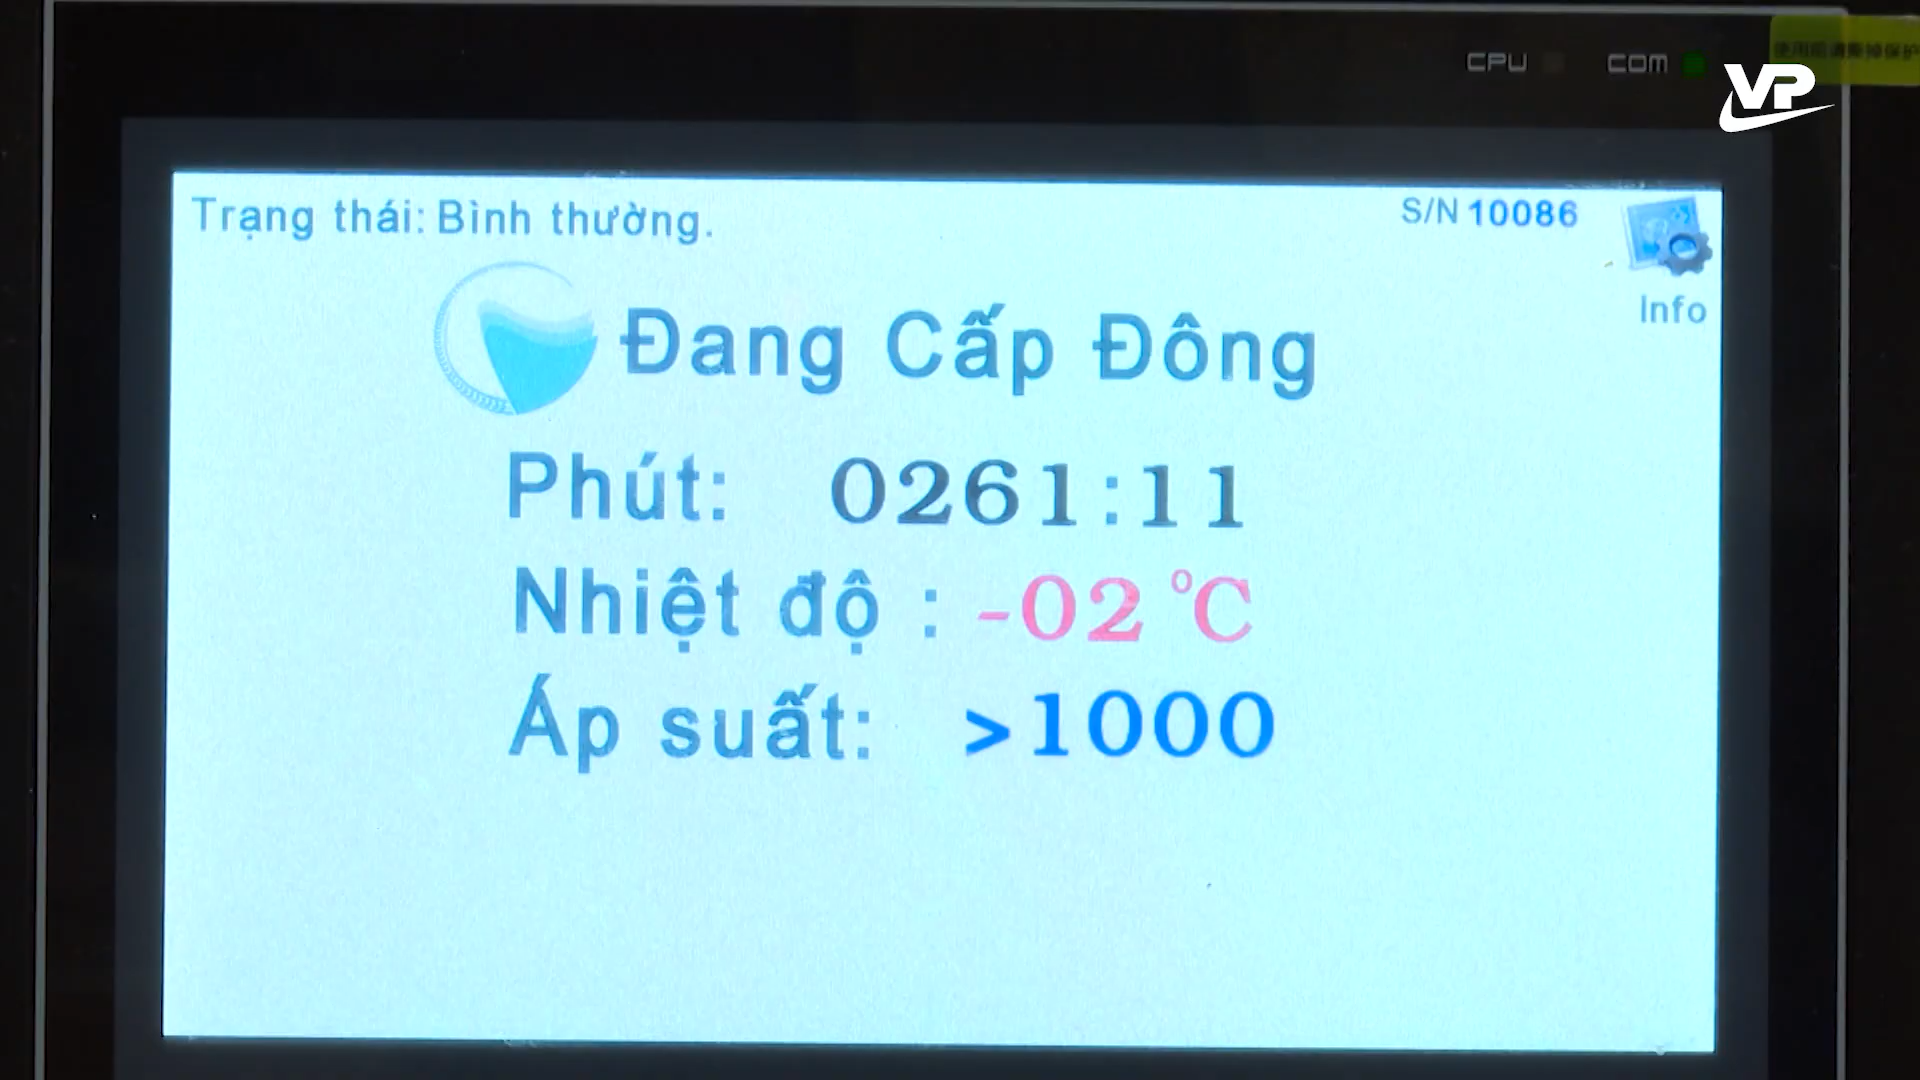 CPU COM
VP
Trạng thái: Bình thường.
S/N 10086
Info
Đang Cấp Đông
Phút: 0261:11
Nhiệt độ : -02 °C
Áp suất: >1000